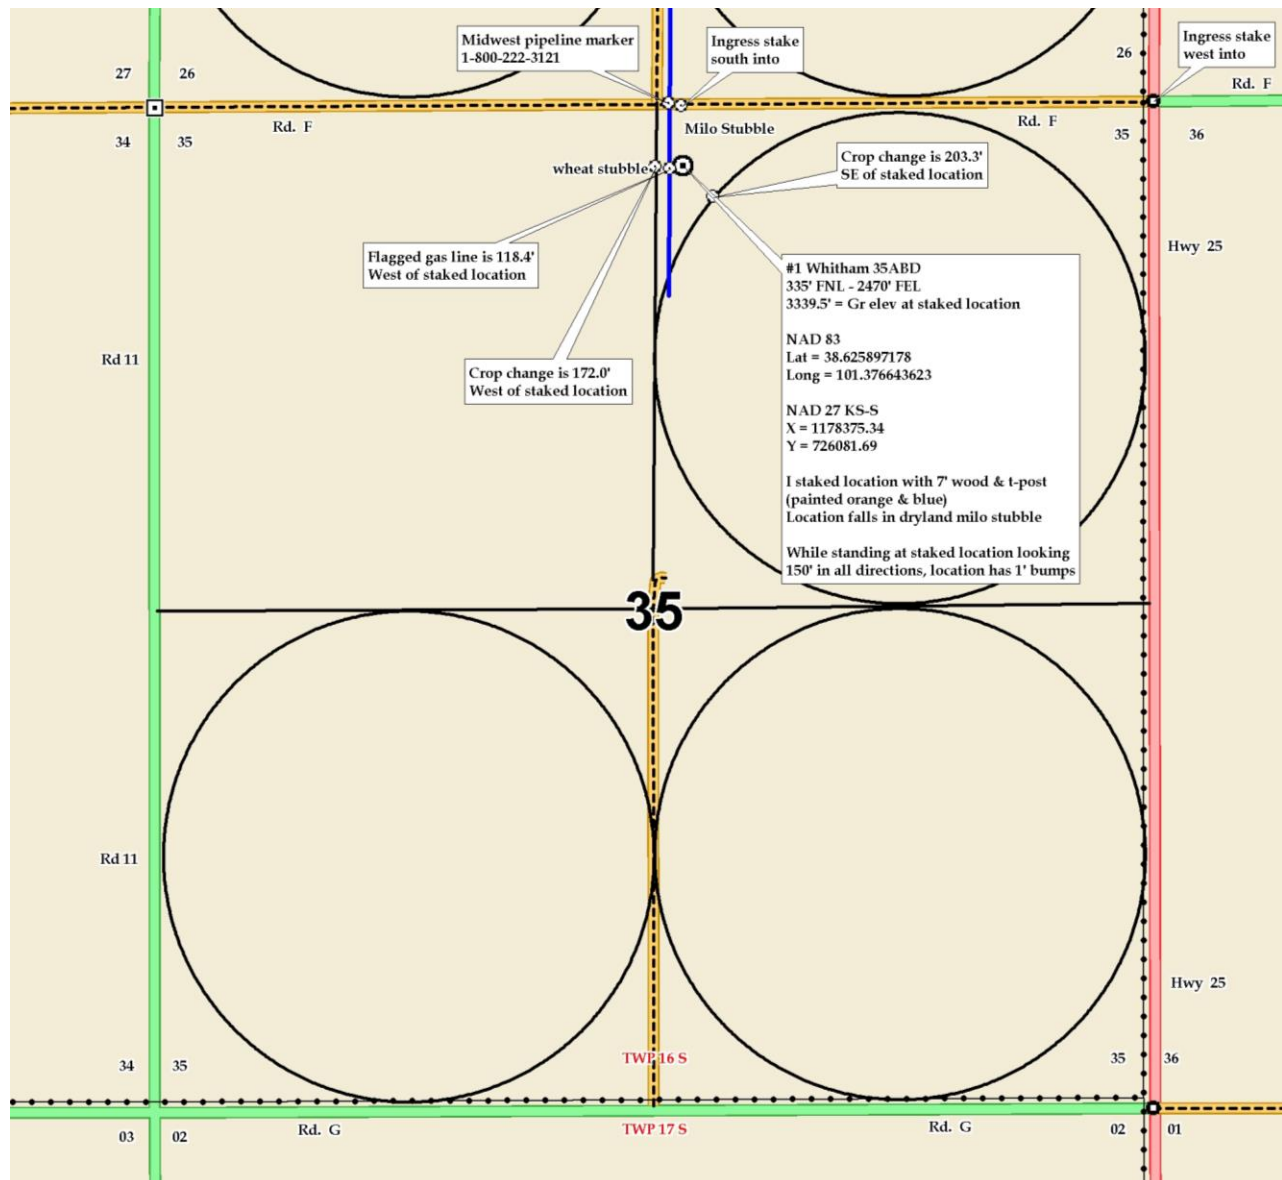 Midwest pipeline marker
1-800-222-3121
Ingress stake
south into
Ingress stake
west into
27 26
26
Rd. F
Rd. F
Rd. F
34 35
35 36
Milo Stubble
wheat stubble
Crop change is 203.3'
SE of staked location
Flagged gas line is 118.4'
West of staked location
Hwy 25
#1 Whitham 35ABD
335' FNL - 2470' FEL
3339.5' = Gr elev at staked location
NAD 83
Lat = 38.625897178
Long = 101.376643623
NAD 27 KS-S
X = 1178375.34
Y = 726081.69
I staked location with 7' wood & t-post
(painted orange & blue)
Location falls in dryland milo stubble
While standing at staked location looking
150' in all directions, location has 1' bumps
Rd 11
Crop change is 172.0'
West of staked location
35
Rd 11
Hwy 25
34 35
TWP 16 S
35 36
03 02
Rd. G
TWP 17 S
Rd. G
02 01